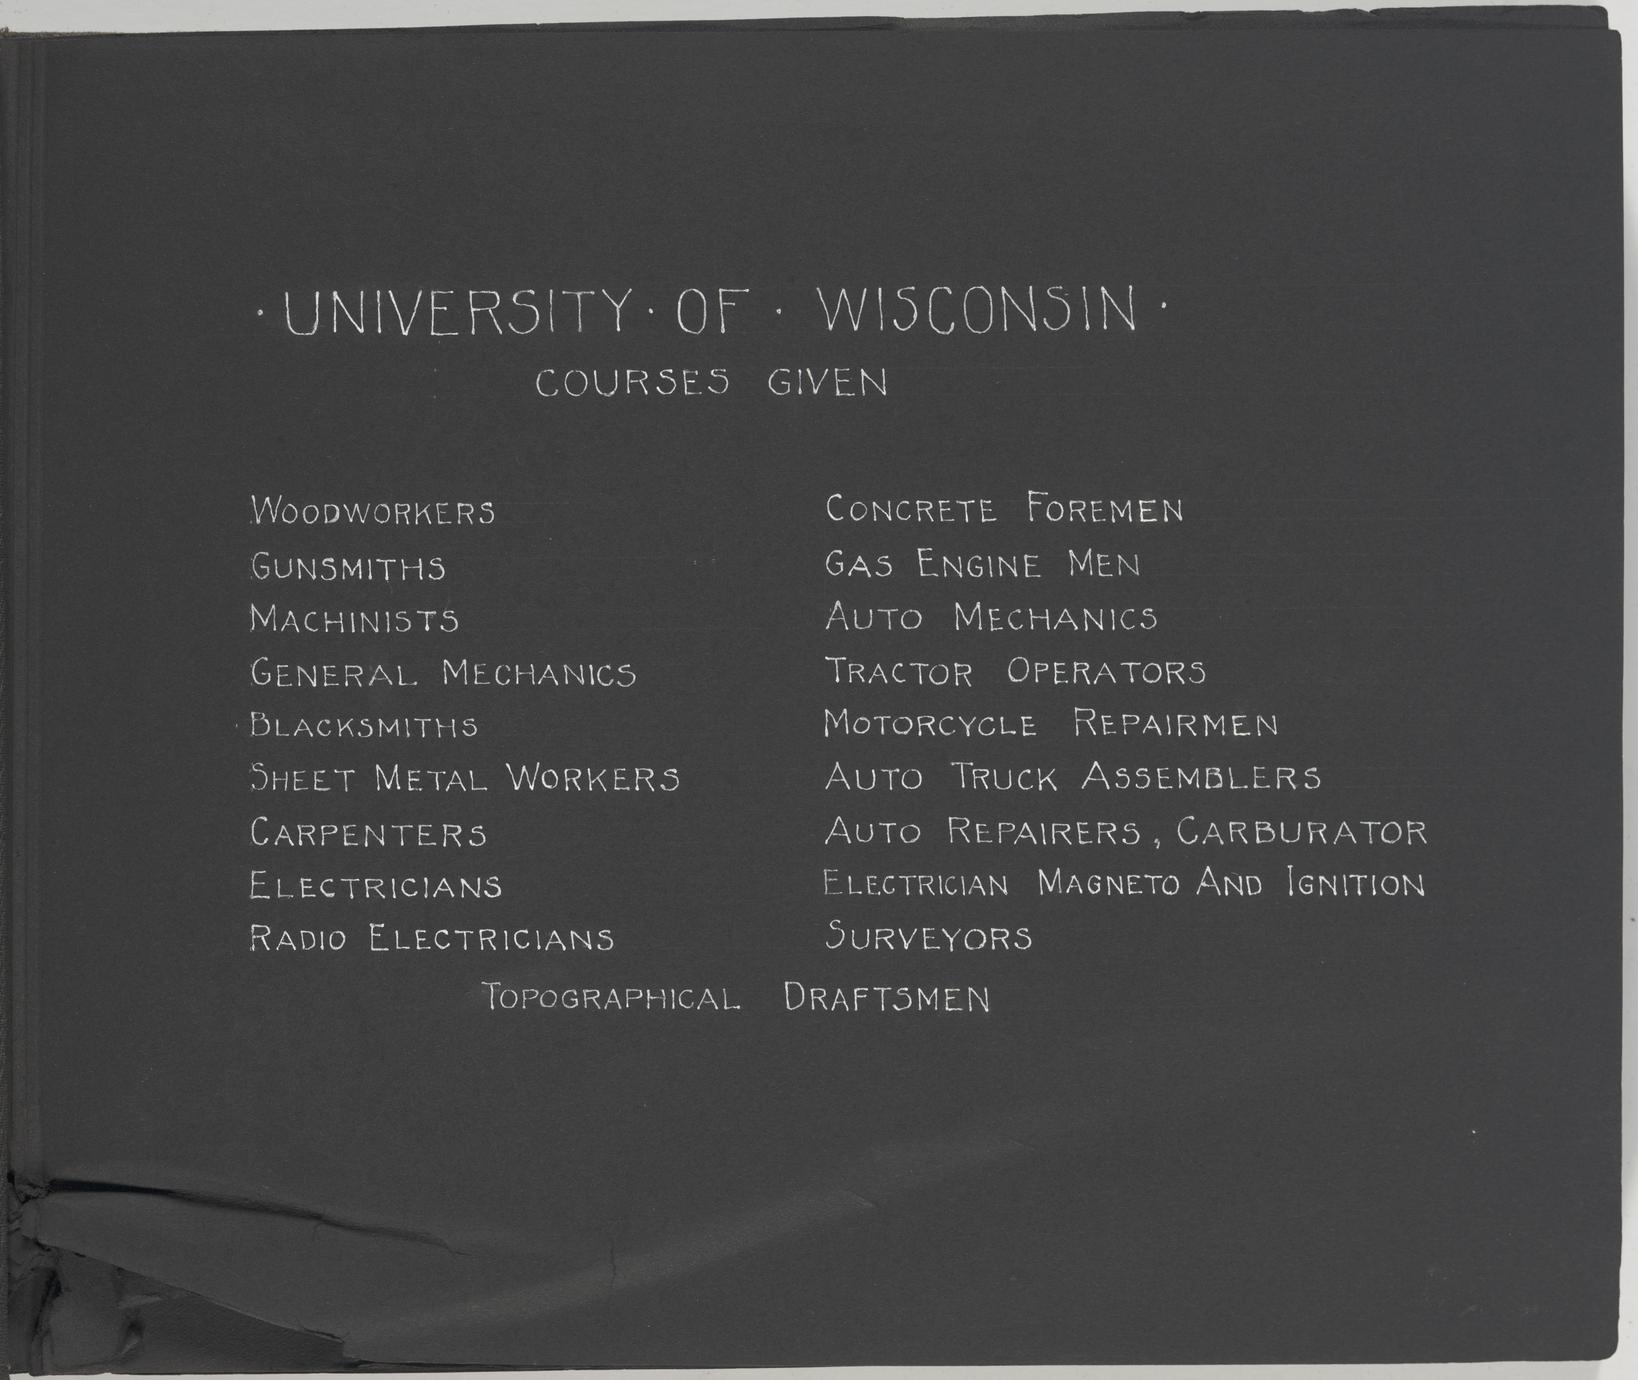 · UNIVERSITY · OF · WISCONSIN ·
COURSES GIVEN
WOODWORKERS
GUNSMITHS
MACHINISTS
GENERAL MECHANICS
BLACKSMITHS
SHEET METAL WORKERS
CARPENTERS
ELECTRICIANS
RADIO ELECTRICIANS
CONCRETE FOREMEN
GAS ENGINE MEN
AUTO MECHANICS
TRACTOR OPERATORS
MOTORCYCLE REPAIRMEN
AUTO TRUCK ASSEMBLERS
AUTO REPAIRERS, CARBURATOR
ELECTRICIAN MAGNETO AND IGNITION
SURVEYORS
TOPOGRAPHICAL DRAFTSMEN